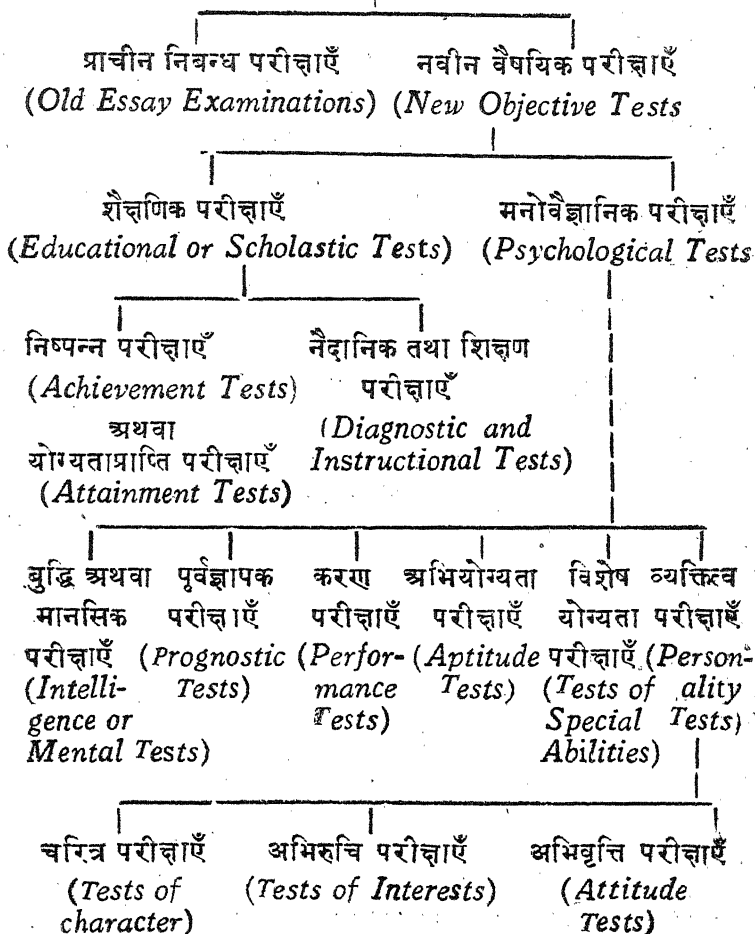 प्राचीन निबन्ध परीक्षाएँ नवीन वैषयिक परीक्षाएँ
(Old Essay Examinations) (New Objective Tests
शैक्षणिक परीक्षाएँ मनोवैज्ञानिक परीक्षाएँ
(Educational or Scholastic Tests) (Psychological Tests
निष्पन्न परीक्षाएँ नैदानिक तथा शिक्षण
(Achievement Tests) परीक्षाएँ
अथवा (Diagnostic and
योग्यताप्राप्ति परीक्षाएँ Instructional Tests)
(Attainment Tests)
बुद्धि अथवा पूर्वज्ञापक करण अभियोग्यता विशेष व्यक्तित्व
मानसिक परीक्षाएँ परीक्षाएँ परीक्षाएँ योग्यता परीक्षाएँ
परीक्षाएँ (Prognostic (Perfor- (Aptitude परीक्षाएँ (Person-
(Intelli- Tests) mance Tests) (Tests of ality
gence or Tests) Special Tests)
Mental Tests) Abilities)
चरित्र परीक्षाएँ अभिरुचि परीक्षाएँ अभिवृत्ति परीक्षाएँ
(Tests of (Tests of Interests) (Attitude
character) Tests)